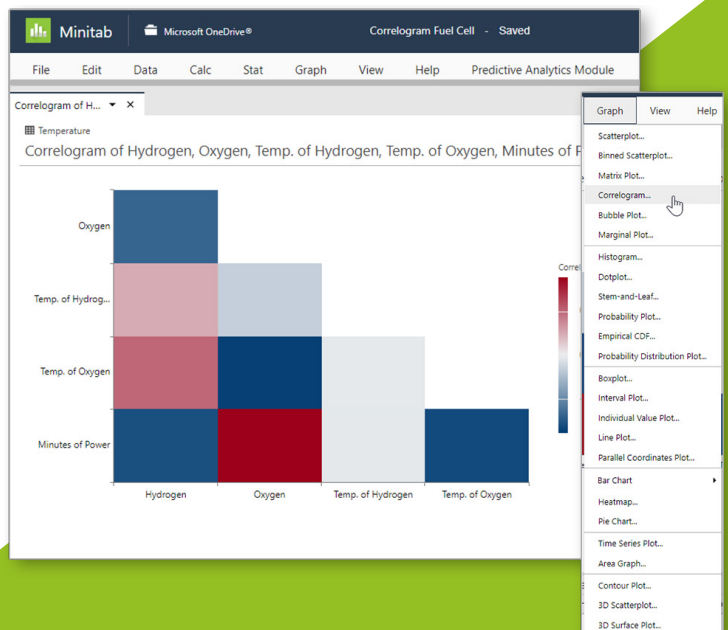 Minitab
Microsoft OneDrive®
Correlogram Fuel Cell - Saved
File Edit Data Calc Stat Graph View Help Predictive Analytics Module
Correlogram of H...
Temperature
Correlogram of Hydrogen, Oxygen, Temp. of Hydrogen, Temp. of Oxygen, Minutes of P
Oxygen
Temp. of Hydrog...
Temp. of Oxygen
Minutes of Power
Hydrogen Oxygen Temp. of Hydrogen Temp. of Oxygen
Correl
Graph View Help
Scatterplot...
Binned Scatterplot...
Matrix Plot...
Correlogram...
Bubble Plot...
Marginal Plot...
Histogram...
Dotplot...
Stem-and-Leaf...
Probability Plot...
Empirical CDF...
Probability Distribution Plot...
Boxplot...
Interval Plot...
Individual Value Plot...
Line Plot...
Parallel Coordinates Plot...
Bar Chart
Heatmap...
Pie Chart...
Time Series Plot...
Area Graph...
Contour Plot...
3D Scatterplot...
3D Surface Plot...